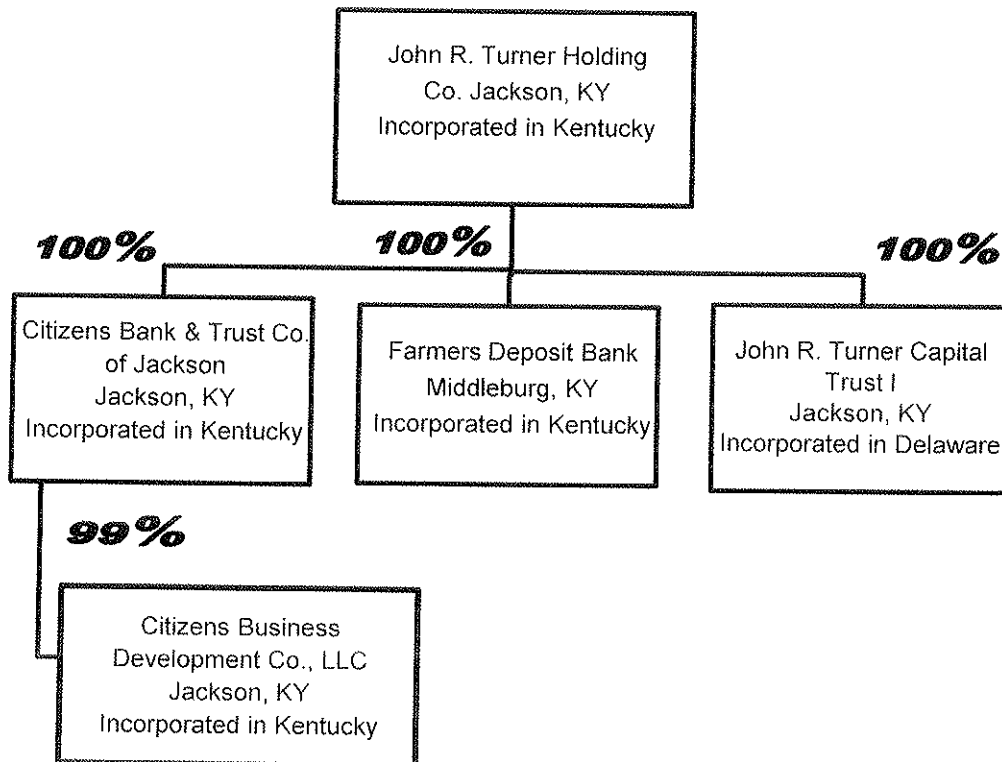 John R. Turner Holding
Co. Jackson, KY
Incorporated in Kentucky
100%
100%
100%
Citizens Bank & Trust Co.
of Jackson
Jackson, KY
Incorporated in Kentucky
Farmers Deposit Bank
Middleburg, KY
Incorporated in Kentucky
John R. Turner Capital
Trust I
Jackson, KY
Incorporated in Delaware
99%
Citizens Business
Development Co., LLC
Jackson, KY
Incorporated in Kentucky